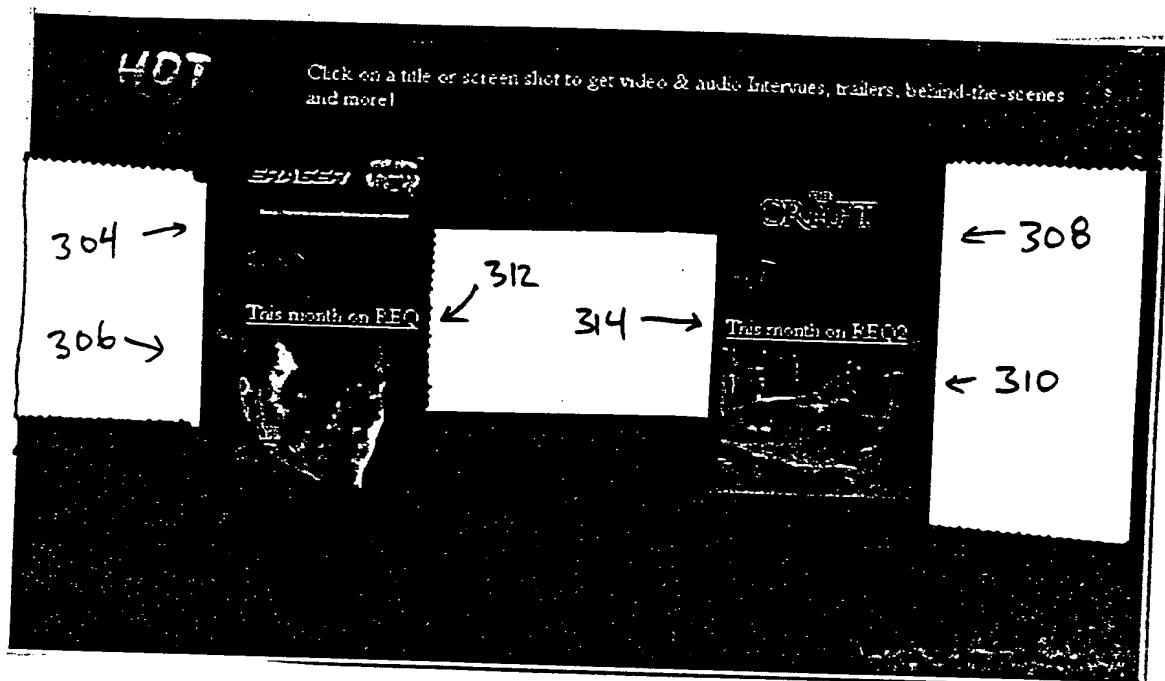 HOT
Click on a title or screen shot to get video & audio Intervues, trailers, behind-the-scenes
and more!
304
306
312
This month on REQ
314
This month on REQ2
308
310